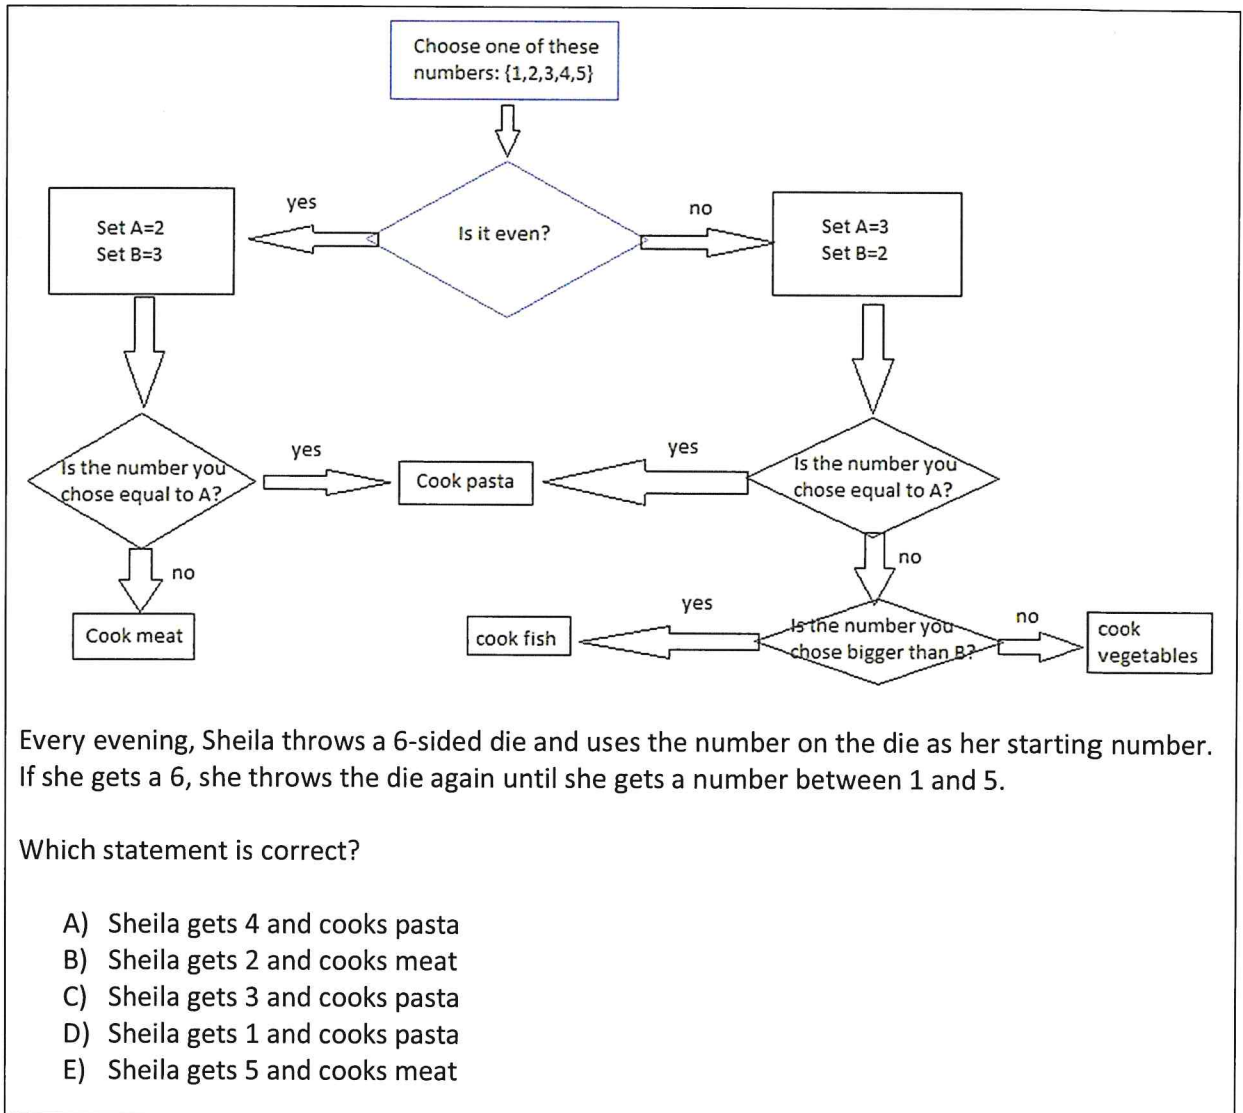 Choose one of these
numbers: {1,2,3,4,5}
yes
Is it even?
no
Set A=2
Set B=3
Set A=3
Set B=2
Is the number you
chose equal to A?
yes
Cook pasta
yes
Is the number you
chose equal to A?
no
no
Cook meat
cook fish
yes
Is the number you
chose bigger than B?
no
cook
vegetables
Every evening, Sheila throws a 6-sided die and uses the number on the die as her starting number.
If she gets a 6, she throws the die again until she gets a number between 1 and 5.
Which statement is correct?
A) Sheila gets 4 and cooks pasta
B) Sheila gets 2 and cooks meat
C) Sheila gets 3 and cooks pasta
D) Sheila gets 1 and cooks pasta
E) Sheila gets 5 and cooks meat